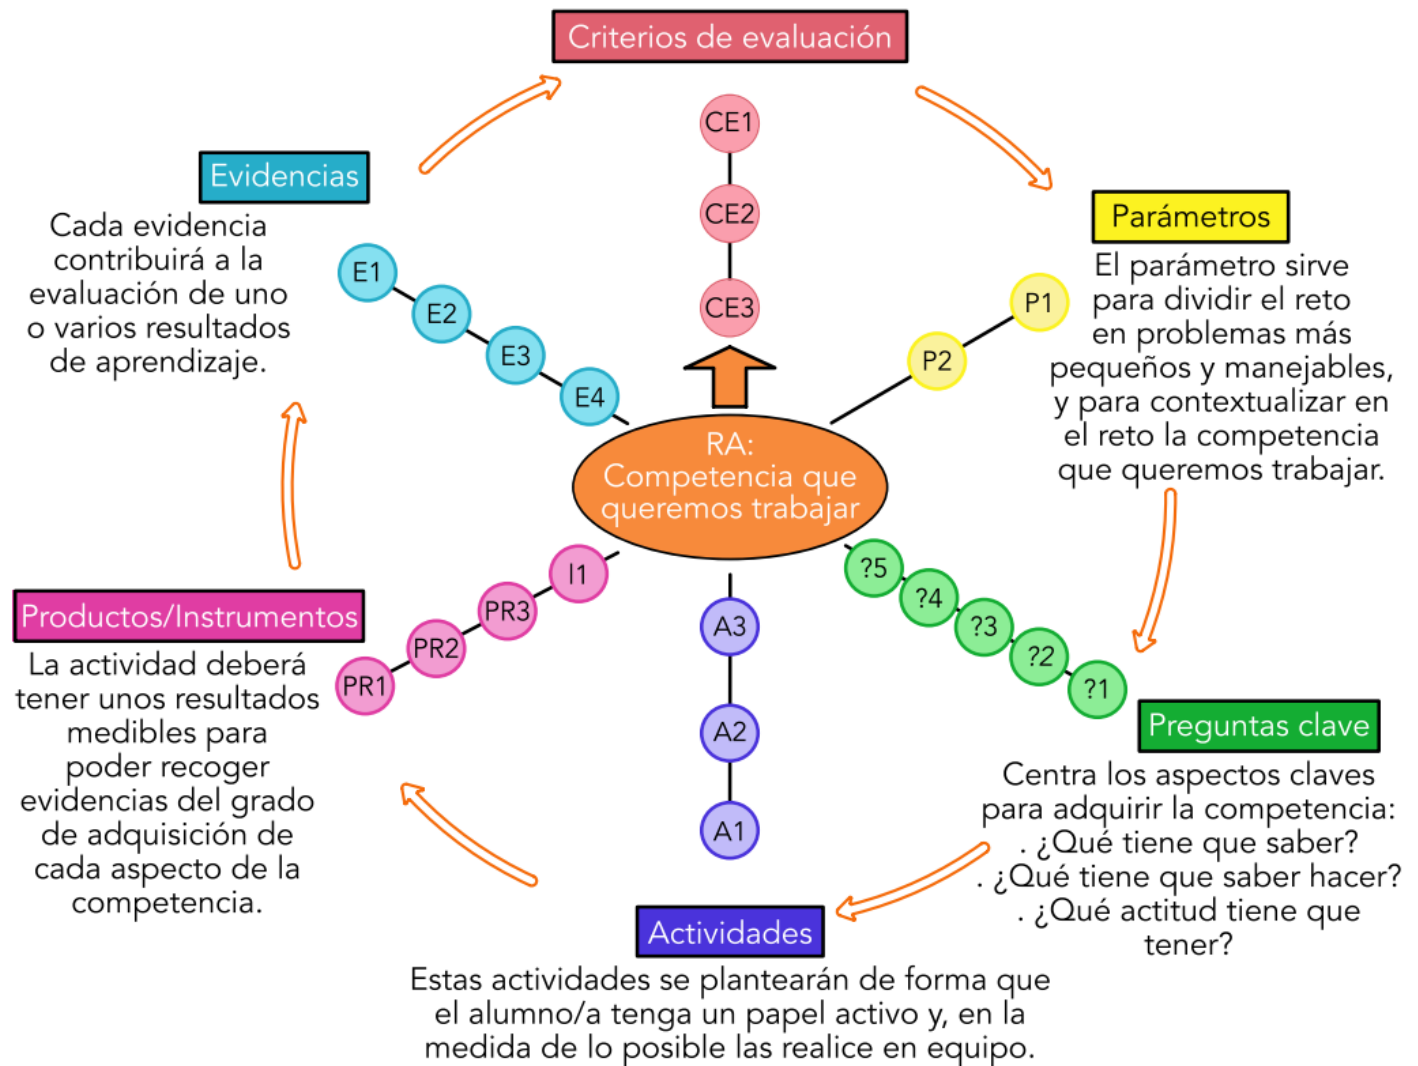 Criterios de evaluación
CE1
CE2
CE3
Evidencias
Cada evidencia
contribuirá a la
evaluación de uno
o varios resultados
de aprendizaje.
E1
E2
E3
E4
Parámetros
El parámetro sirve
para dividir el reto
en problemas más
pequeños y manejables,
y para contextualizar en
el reto la competencia
que queremos trabajar.
P1
P2
RA:
Competencia que
queremos trabajar
?5
?4
?3
?2
?1
Preguntas clave
Centra los aspectos claves
para adquirir la competencia:
. ¿Qué tiene que saber?
. ¿Qué tiene que saber hacer?
. ¿Qué actitud tiene que
tener?
A3
A2
A1
Actividades
Estas actividades se plantearán de forma que
el alumno/a tenga un papel activo y, en la
medida de lo posible las realice en equipo.
I1
PR3
PR2
PR1
Productos/Instrumentos
La actividad deberá
tener unos resultados
medibles para
poder recoger
evidencias del grado
de adquisición de
cada aspecto de la
competencia.